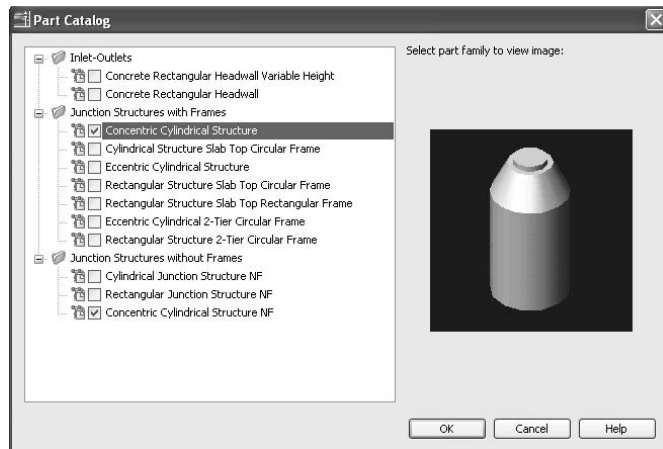 Part Catalog
Inlet-Outlets
Concrete Rectangular Headwall Variable Height
Concrete Rectangular Headwall
Junction Structures with Frames
Concentric Cylindrical Structure
Cylindrical Structure Slab Top Circular Frame
Eccentric Cylindrical Structure
Rectangular Structure Slab Top Circular Frame
Rectangular Structure Slab Top Rectangular Frame
Eccentric Cylindrical 2-Tier Circular Frame
Rectangular Structure 2-Tier Circular Frame
Junction Structures without Frames
Cylindrical Junction Structure NF
Rectangular Junction Structure NF
Concentric Cylindrical Structure NF
Select part family to view image:
OK
Cancel
Help